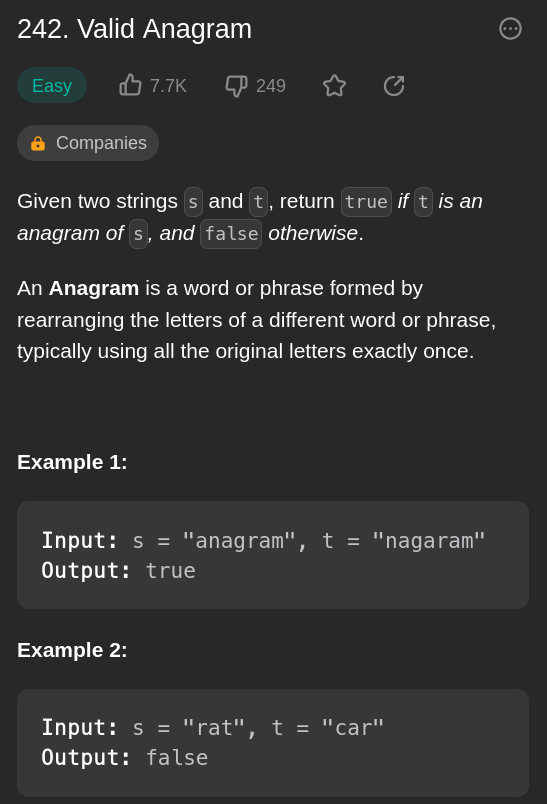 242. Valid Anagram
Easy 7.7K 249
Companies
Given two strings s and t, return true if t is an
anagram of s, and false otherwise.
An Anagram is a word or phrase formed by
rearranging the letters of a different word or phrase,
typically using all the original letters exactly once.
Example 1:
Input: s = "anagram", t = "nagaram"
Output: true
Example 2:
Input: s = "rat", t = "car"
Output: false